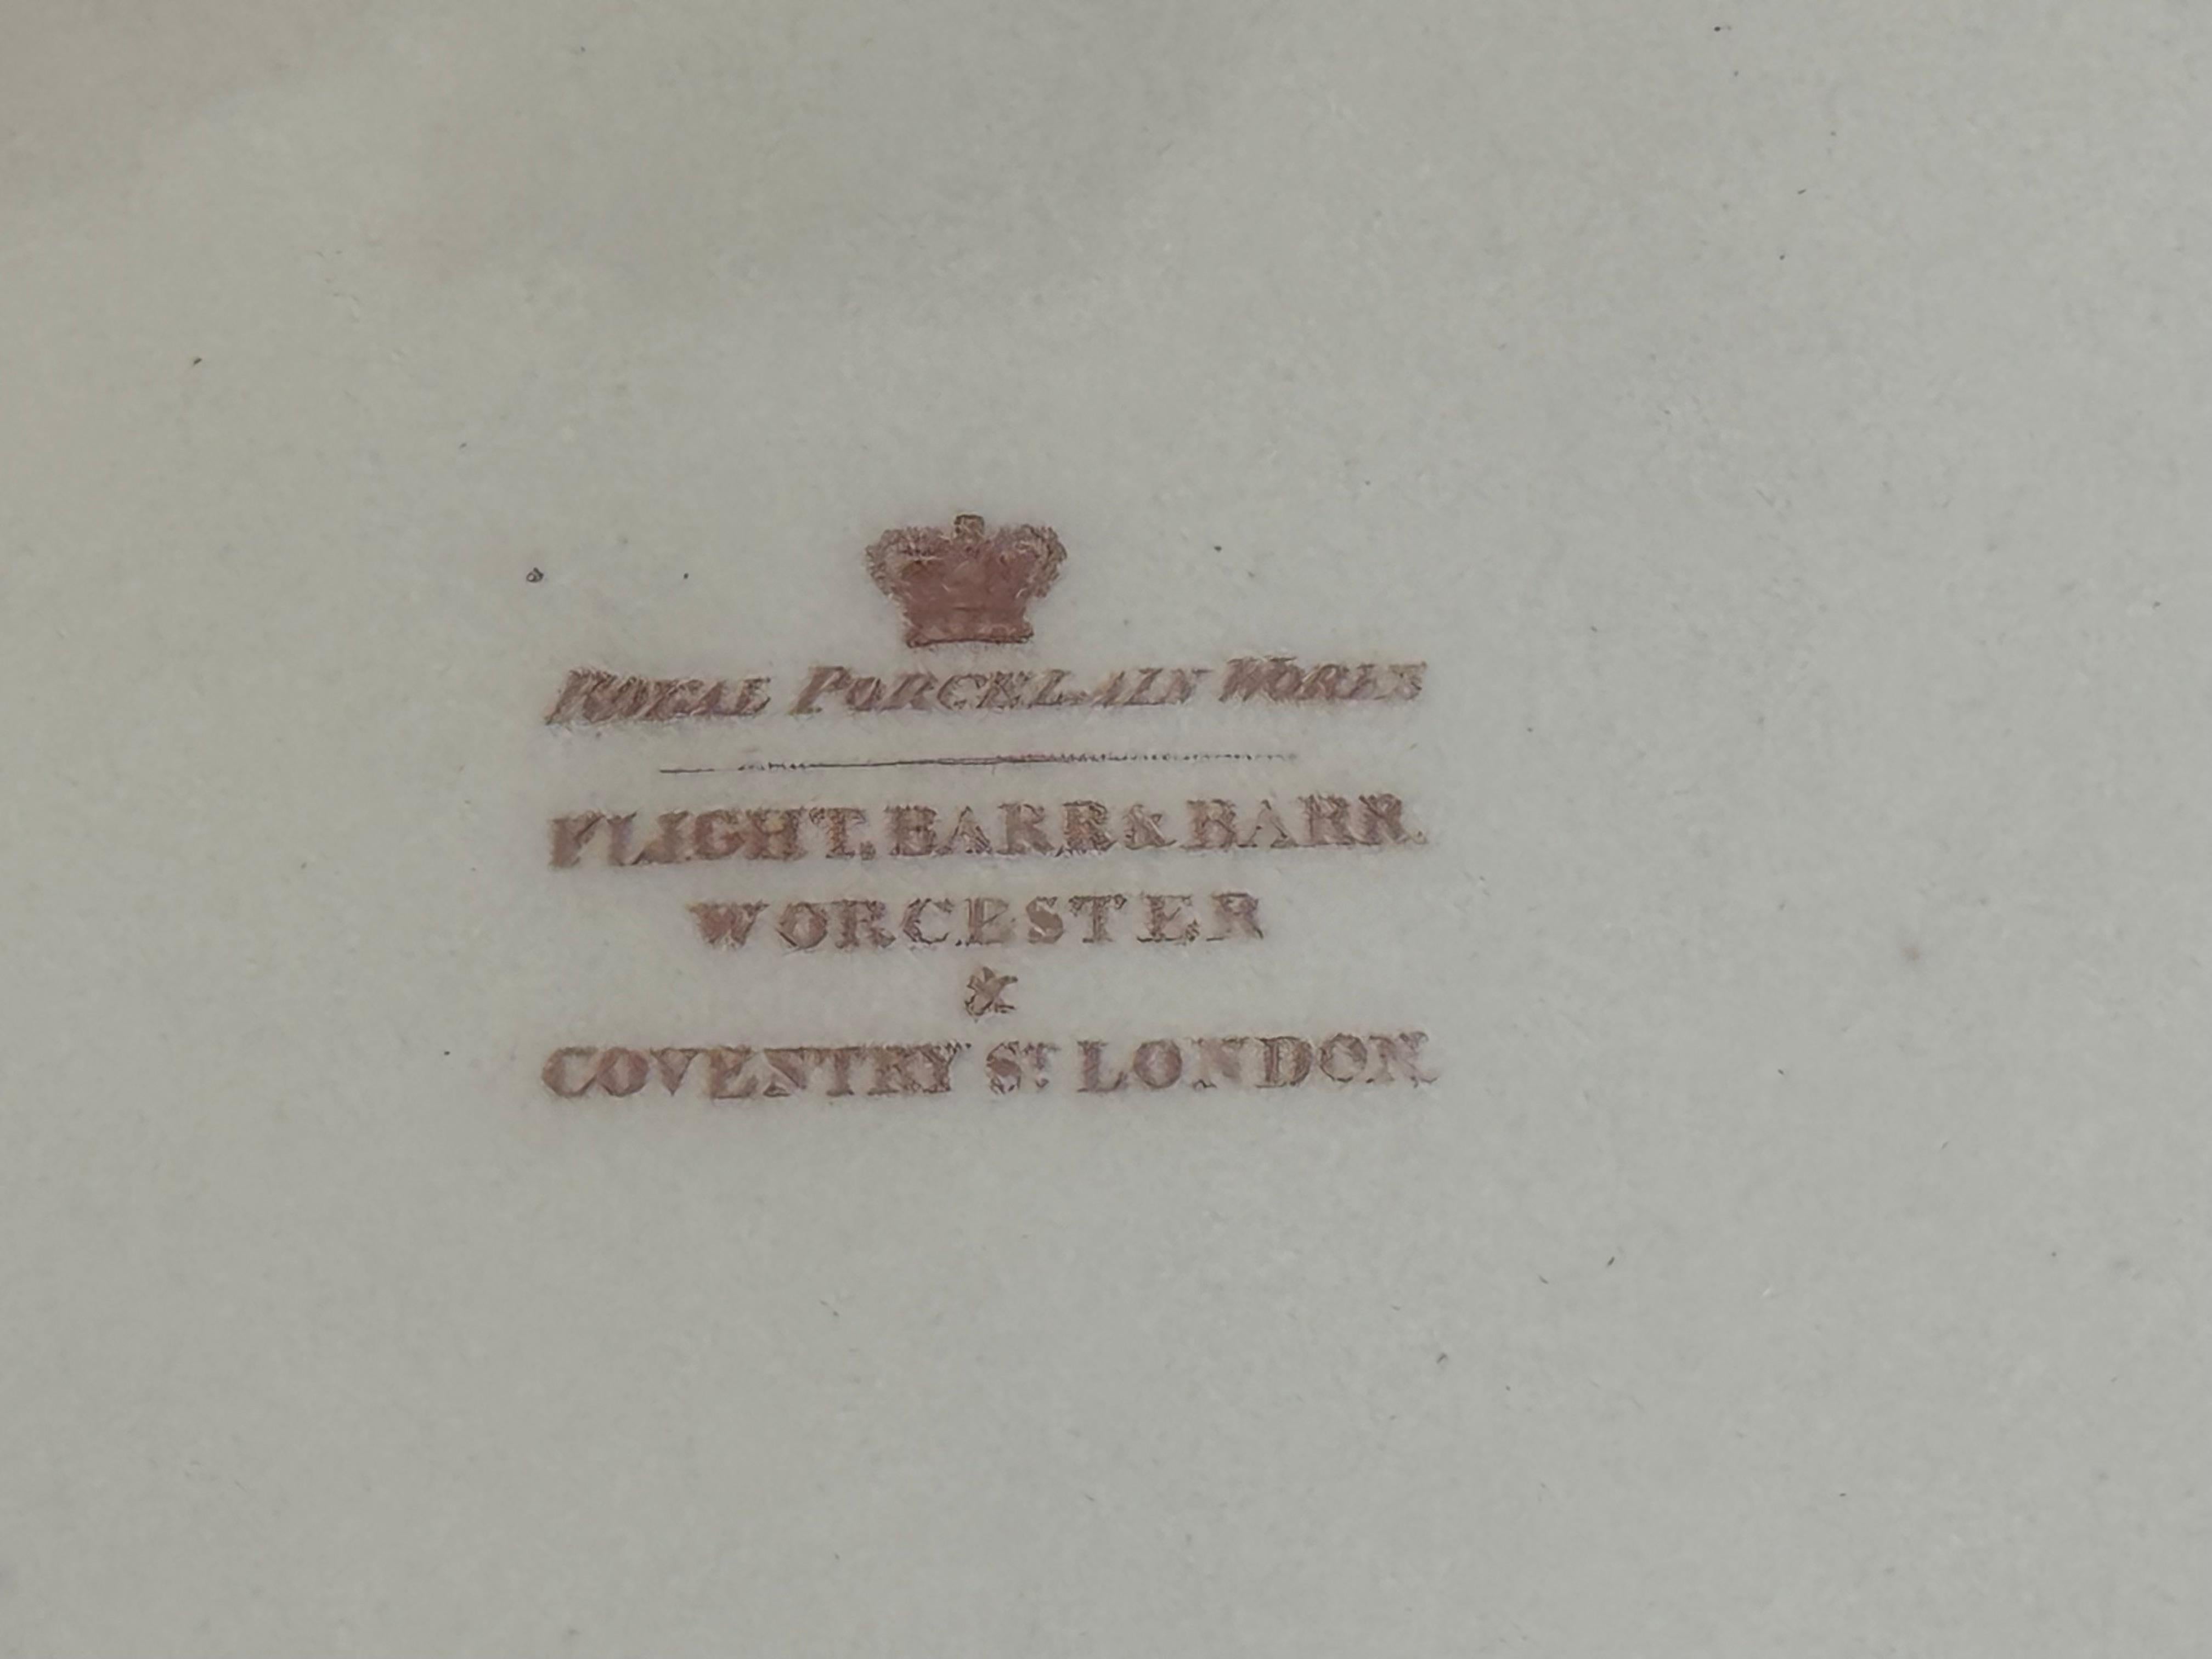 ROYAL PORCELAIN WORKS
FLIGHT, BARR & BARR.
WORCESTER
&
COVENTRY ST LONDON.